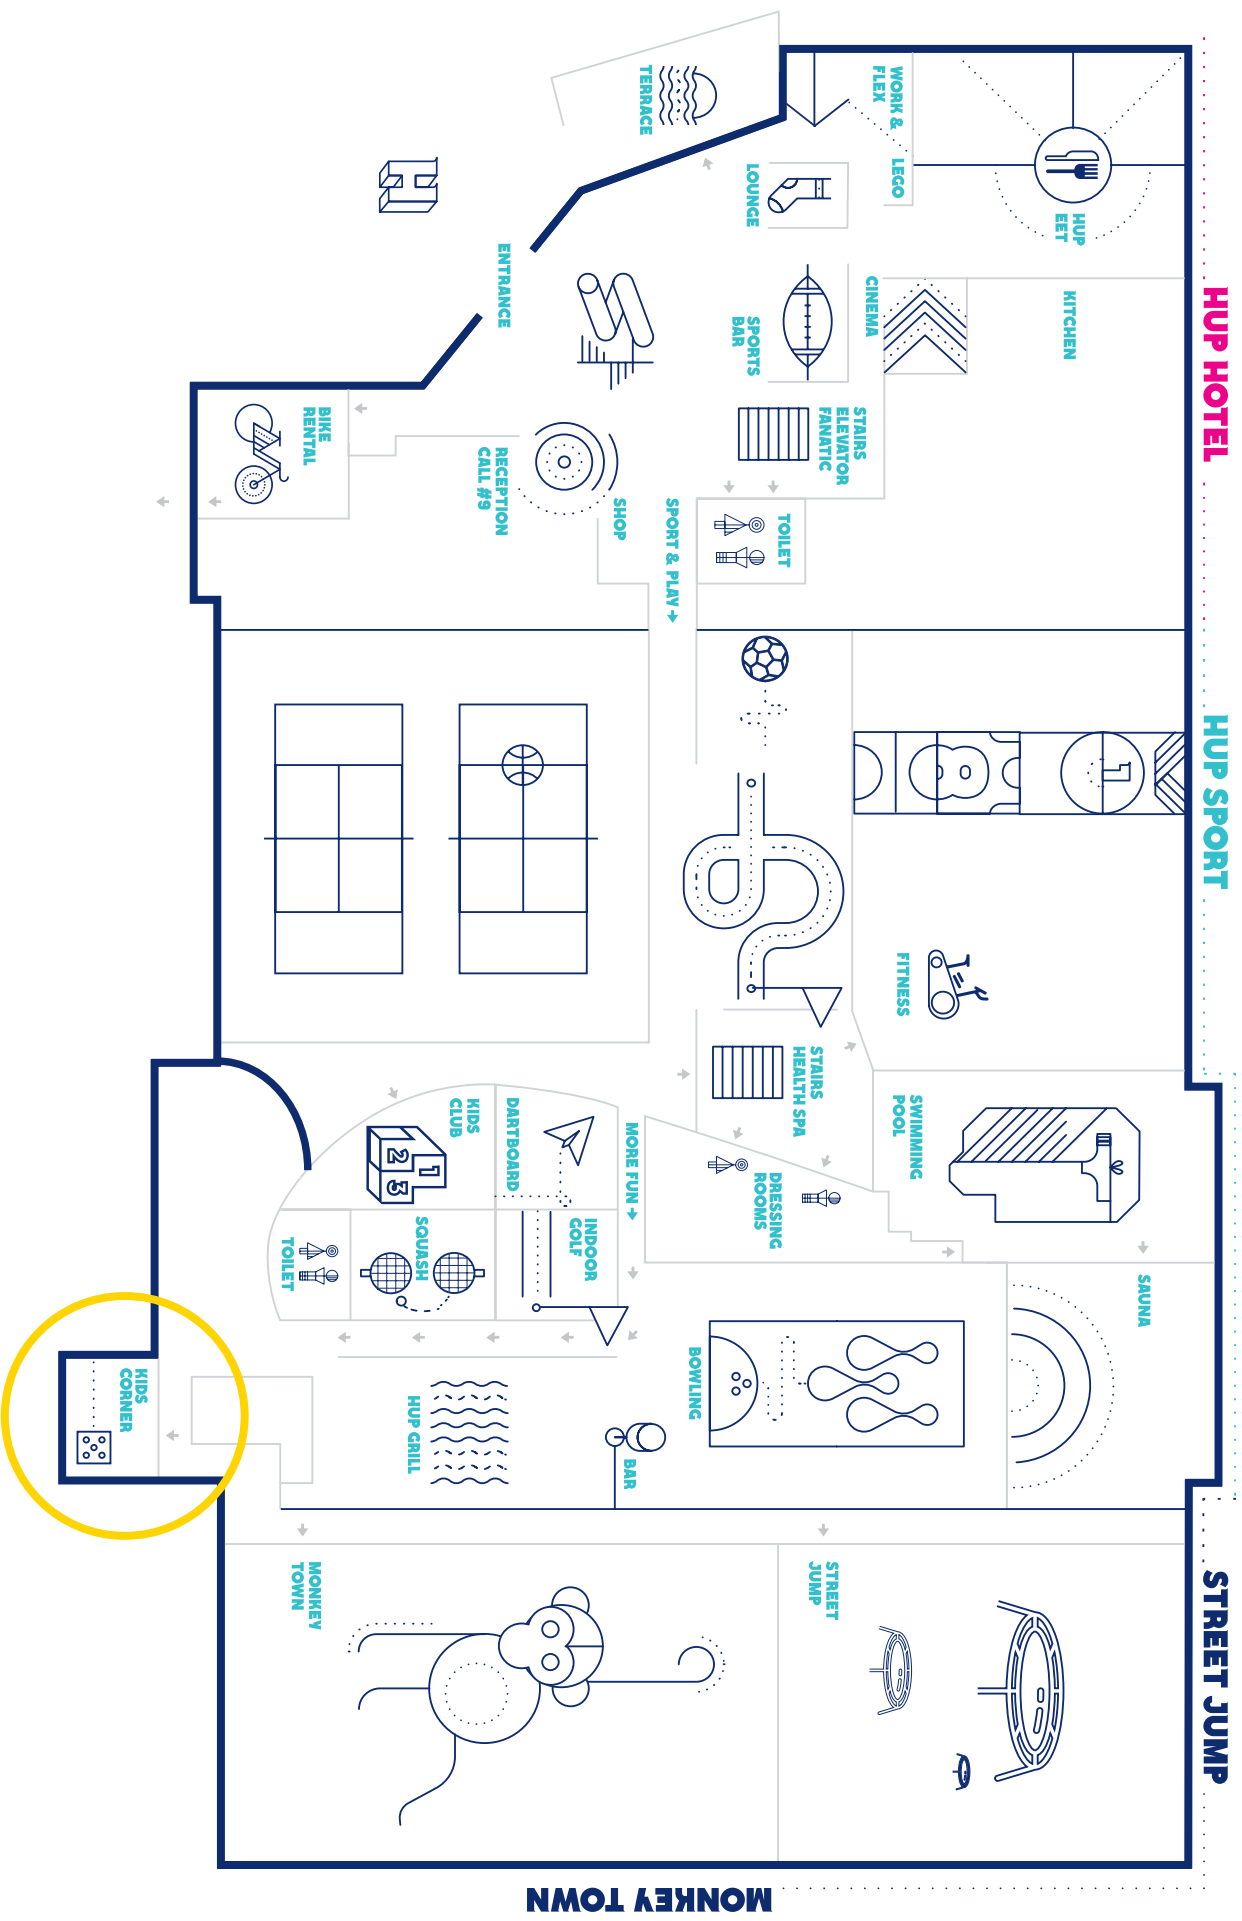 HUP HOTEL
HUP SPORT
STREET JUMP
MONKEY TOWN
WORK &
FLEX
LEGO
HUP
EET
TERRACE
LOUNGE
KITCHEN
CINEMA
SPORTS
BAR
ENTRANCE
H
STAIRS
ELEVATOR
FANATIC
BIKE
RENTAL
RECEPTION
CALL #9
SHOP
SPORT & PLAY →
TOILET
FITNESS
STAIRS
HEALTH SPA
SWIMMING
POOL
DRESSING
ROOMS
MORE FUN →
DARTBOARD
KIDS
CLUB
1
2
3
INDOOR
GOLF
SQUASH
TOILET
SAUNA
BOWLING
BAR
HUP GRILL
KIDS
CORNER
MONKEY
TOWN
STREET
JUMP